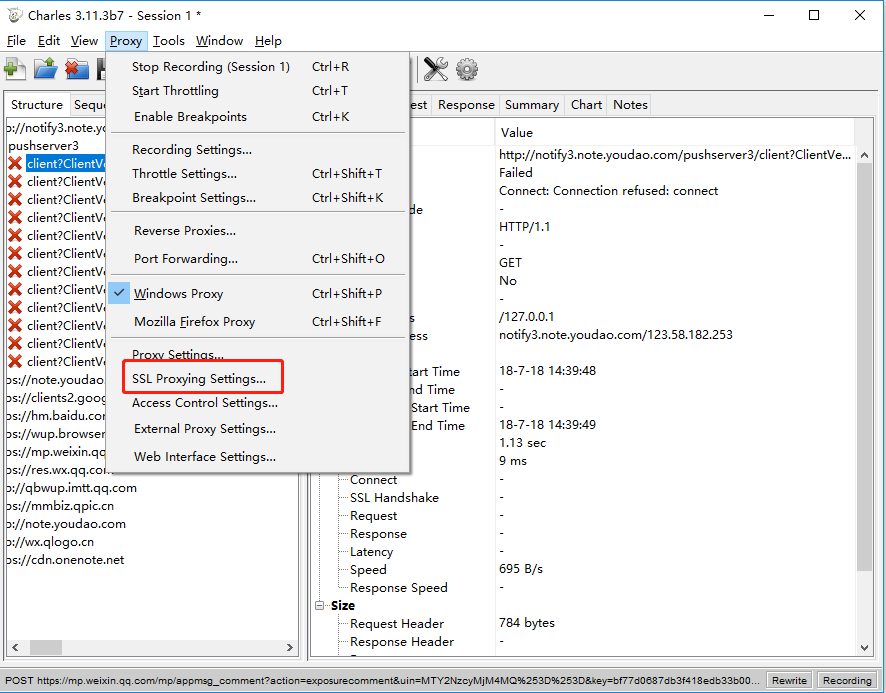 Charles 3.11.3b7 - Session 1 *
File Edit View Proxy Tools Window Help
Stop Recording (Session 1) Ctrl+R
Start Throttling Ctrl+T
Enable Breakpoints Ctrl+K
Recording Settings...
Throttle Settings... Ctrl+Shift+T
Breakpoint Settings... Ctrl+Shift+K
Reverse Proxies...
Port Forwarding... Ctrl+Shift+O
Windows Proxy Ctrl+Shift+P
Mozilla Firefox Proxy Ctrl+Shift+F
Proxy Settings...
SSL Proxying Settings...
Access Control Settings...
External Proxy Settings...
Web Interface Settings...
Structure Sequ
o://notify3.note.yo
pushserver3
client?ClientVe
client?ClientVe
client?ClientVe
client?ClientVe
client?ClientVe
client?ClientVe
client?ClientVe
client?ClientVe
client?ClientVe
client?ClientVe
client?ClientVe
client?ClientVe
os://note.youdao.
os://clients2.goog
os://hm.baidu.cor
os://wup.browser
os://mp.weixin.qq
os://res.wx.qq.com
o://qbwup.imtt.qq.com
os://mmbiz.qpic.cn
o://note.youdao.com
o://wx.qlogo.cn
os://cdn.onenote.net
est Response Summary Chart Notes
Value
http://notify3.note.youdao.com/pushserver3/client?ClientVe...
Failed
Connect: Connection refused: connect
de -
HTTP/1.1
-
GET
No
-
s /127.0.0.1
ess notify3.note.youdao.com/123.58.182.253
tart Time 18-7-18 14:39:48
nd Time -
Start Time -
End Time 18-7-18 14:39:49
1.13 sec
9 ms
Connect -
SSL Handshake -
Request -
Response -
Latency -
Speed 695 B/s
Response Speed -
Size
Request Header 784 bytes
Response Header -
POST https://mp.weixin.qq.com/mp/appmsg_comment?action=exposurecomment&uin=MTY2NzcyMjM4MQ%253D%253D&key=bf77d0687db3f418edb33b00... Rewrite Recording